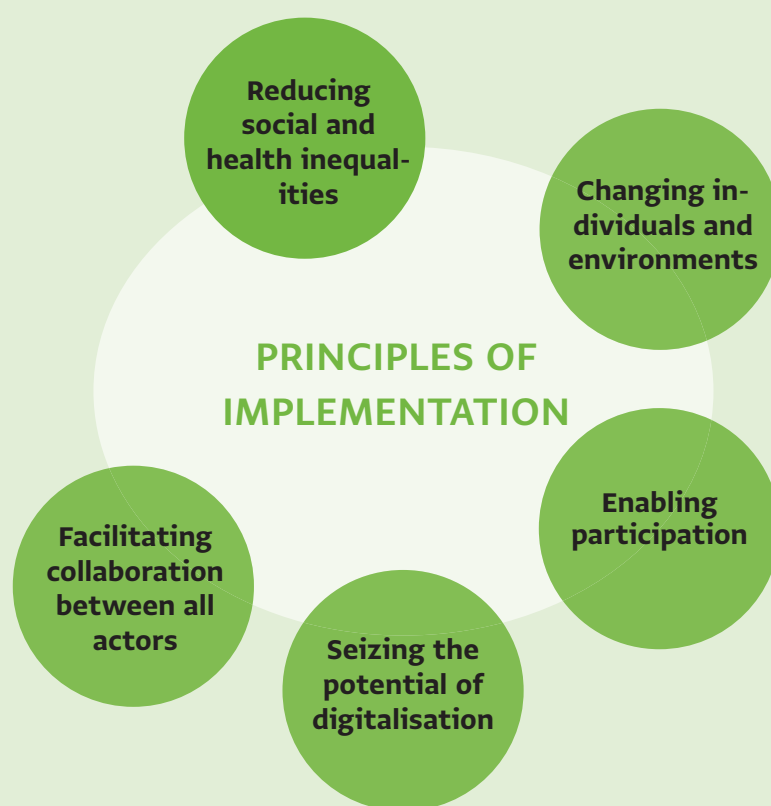 Reducing
social and
health inequal-
ities
Changing in-
dividuals and
environments
PRINCIPLES OF
IMPLEMENTATION
Enabling
participation
Facilitating
collaboration
between all
actors
Seizing the
potential of
digitalisation